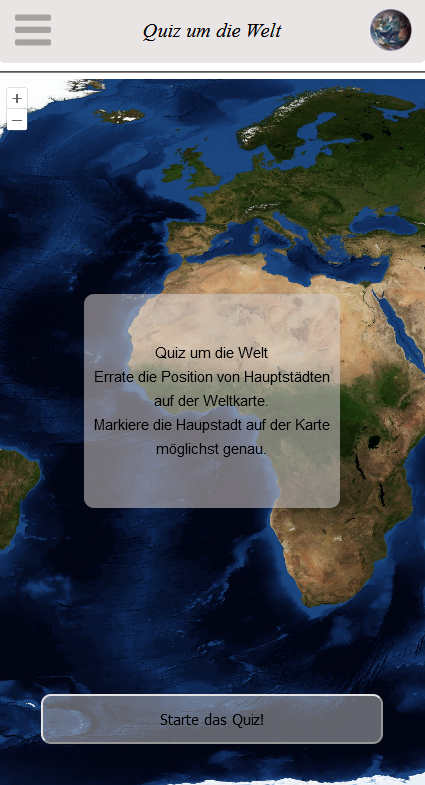 Quiz um die Welt
+
−
Quiz um die Welt
Errate die Position von Hauptstädten
auf der Weltkarte.
Markiere die Haupstadt auf der Karte
möglichst genau.
Starte das Quiz!